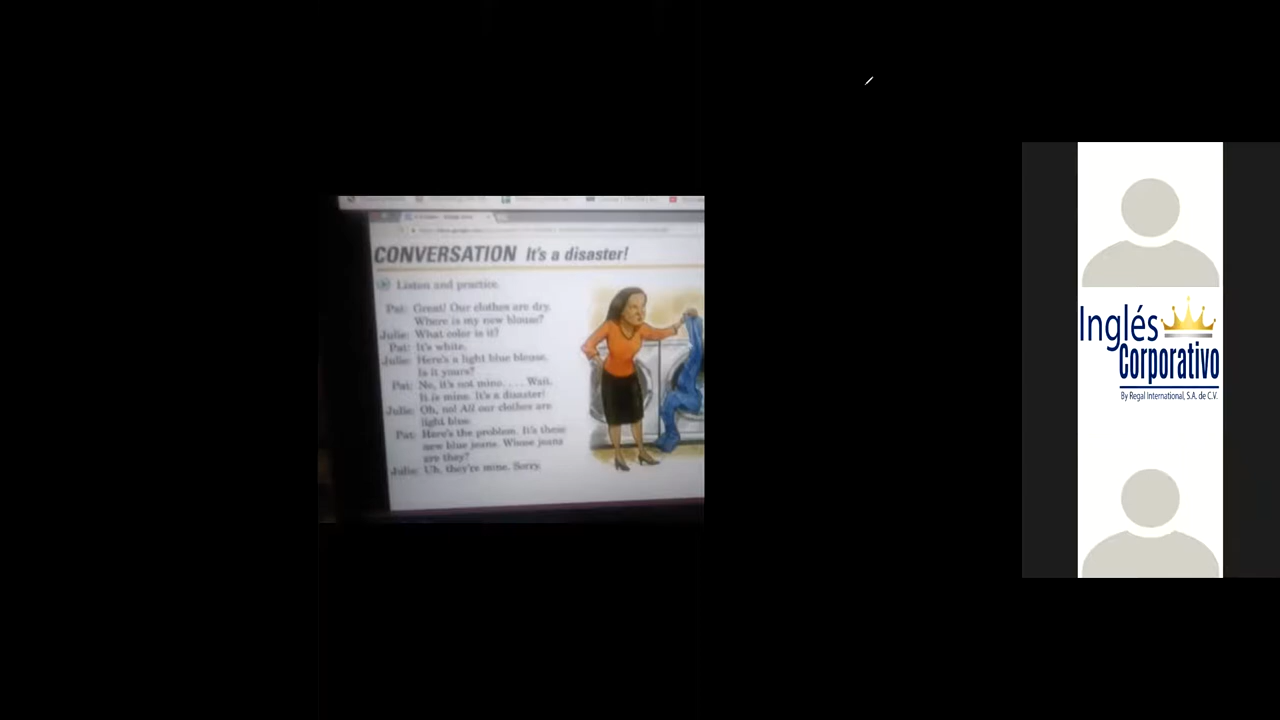 CONVERSATION It's a disaster!
Listen and practice.
Pat: Great! Our clothes are dry.
Where is my new blouse?
Julie: What color is it?
Pat: It's white.
Julie: Here's a light blue blouse.
Is it yours?
Pat: No, it's not mine. . . . Wait.
It is mine. It's a disaster!
Julie: Oh, no! All our clothes are
light blue.
Pat: Here's the problem. It's these
new blue jeans. Whose jeans
are they?
Julie: Uh, they're mine. Sorry.
Inglés
Corporativo
By Regal International, S.A. de C.V.